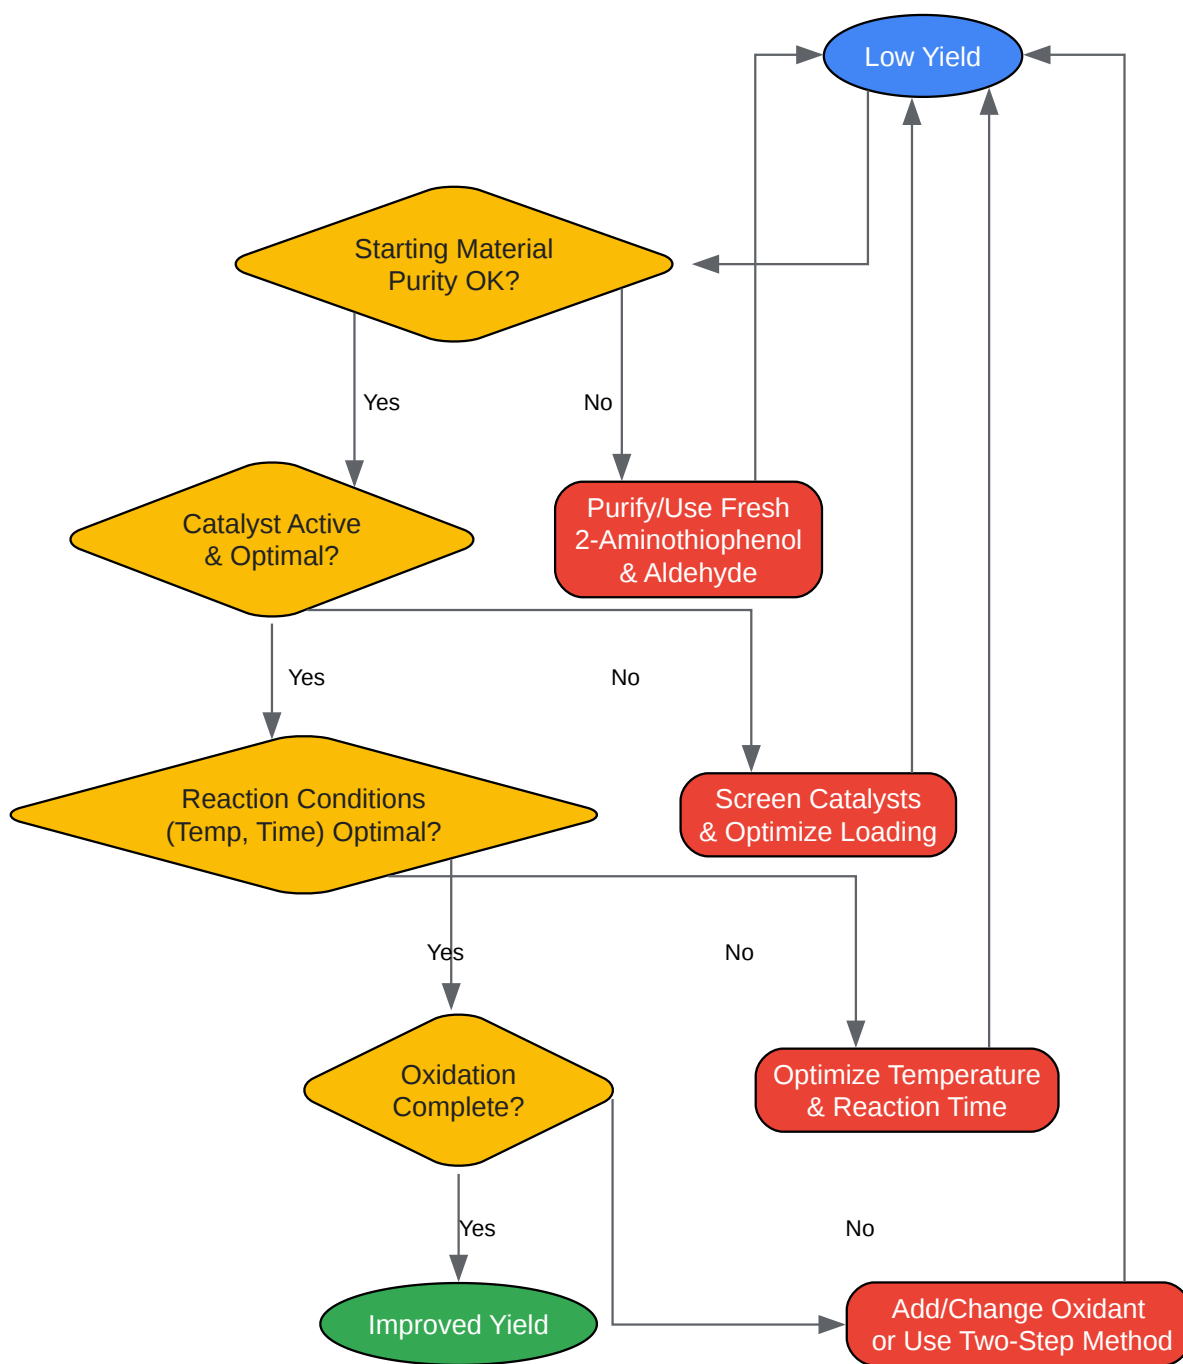 Low Yield
Starting Material
Purity OK?
Yes
No
Catalyst Active
& Optimal?
Purify/Use Fresh
2-Aminothiophenol
& Aldehyde
Yes
No
Reaction Conditions
(Temp, Time) Optimal?
Screen Catalysts
& Optimize Loading
Yes
No
Oxidation
Complete?
Optimize Temperature
& Reaction Time
Yes
No
Improved Yield
Add/Change Oxidant
or Use Two-Step Method